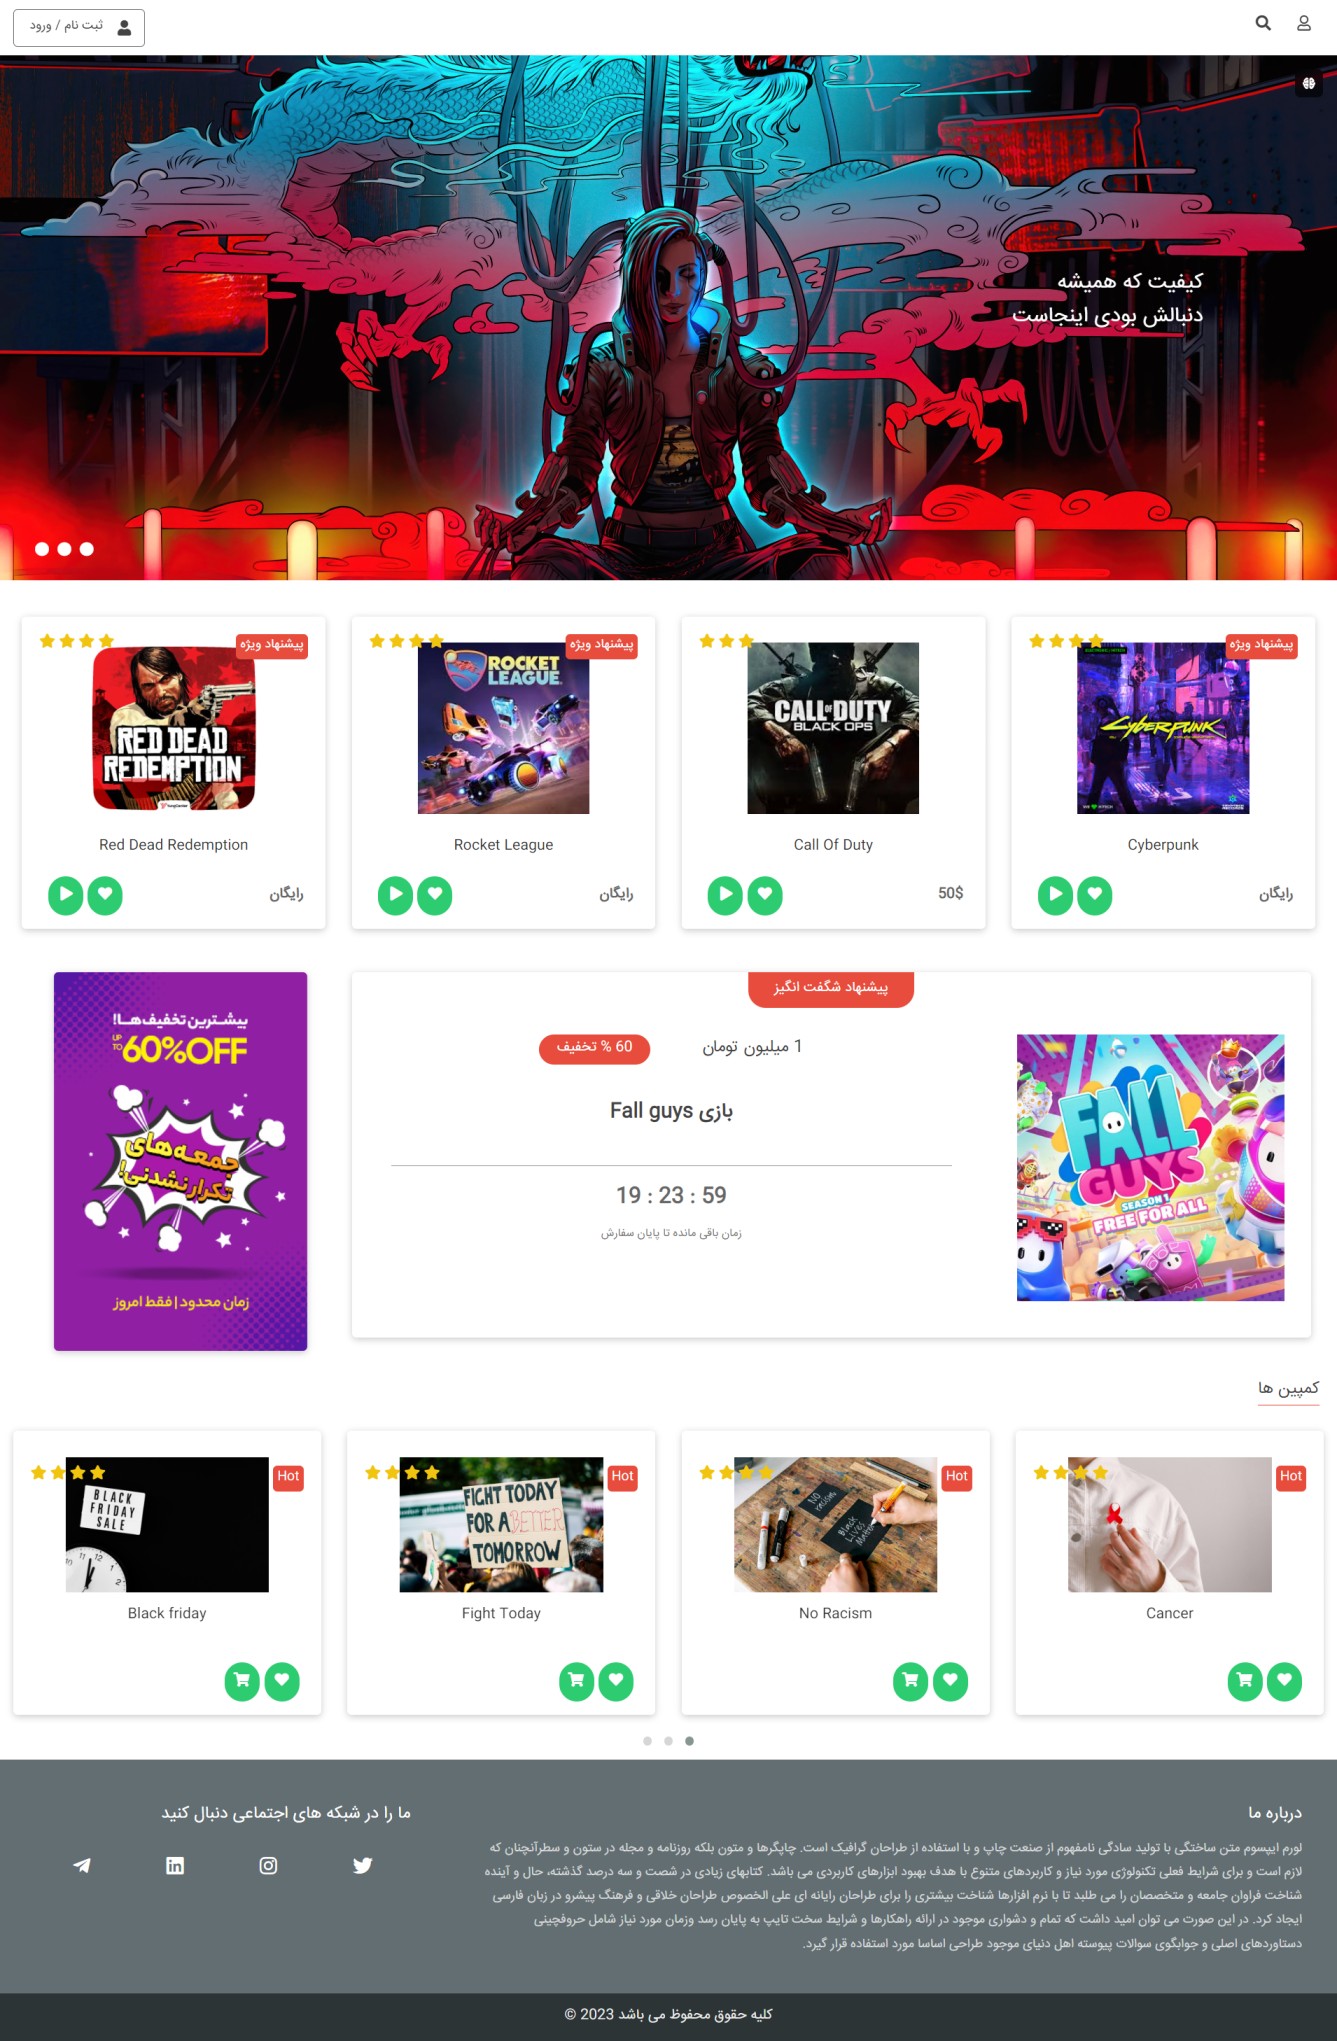 ثبت نام / ورود
کیفیت که همیشه
دنبالش بودی اینجاست
پیشنهاد ویژه
CYBERPUNK
Cyberpunk
رایگان
CALL OF DUTY
BLACK OPS
Call Of Duty
50$
پیشنهاد ویژه
ROCKET
LEAGUE
Rocket League
رایگان
پیشنهاد ویژه
RED DEAD
REDEMPTION
Red Dead Redemption
رایگان
پیشنهاد شگفت انگیز
1 میلیون تومان
60 % تخفیف
بازی Fall guys
19 : 23 : 59
زمان باقی مانده تا پایان سفارش
FALL
GUYS
SEASON 1
FREE FOR ALL
بیشترین تخفیف‌ها!
UP TO 60% OFF
جمعه‌های
تکرارنشدنی!
زمان محدود | فقط امروز
کمپین ها
Hot
Cancer
Hot
NO
racism
Black
Lives
Matter
No Racism
Hot
FIGHT TODAY
FOR A BETTER
TOMORROW
Fight Today
Hot
BLACK
FRIDAY
SALE
11 12 1
10 2
Black friday
درباره ما
لورم ایپسوم متن ساختگی با تولید سادگی نامفهوم از صنعت چاپ و با استفاده از طراحان گرافیک است. چاپگرها و متون بلکه روزنامه و مجله در ستون و سطرآنچنان که
لازم است و برای شرایط فعلی تکنولوژی مورد نیاز و کاربردهای متنوع با هدف بهبود ابزارهای کاربردی می باشد. کتابهای زیادی در شصت و سه درصد گذشته، حال و آینده
شناخت فراوان جامعه و متخصصان را می طلبد تا با نرم افزارها شناخت بیشتری را برای طراحان رایانه ای علی الخصوص طراحان خلاقی و فرهنگ پیشرو در زبان فارسی
ایجاد کرد. در این صورت می توان امید داشت که تمام و دشواری موجود در ارائه راهکارها و شرایط سخت تایپ به پایان رسد وزمان مورد نیاز شامل حروفچینی
دستاوردهای اصلی و جوابگوی سوالات پیوسته اهل دنیای موجود طراحی اساسا مورد استفاده قرار گیرد.
ما را در شبکه های اجتماعی دنبال کنید
کلیه حقوق محفوظ می باشد 2023 ©